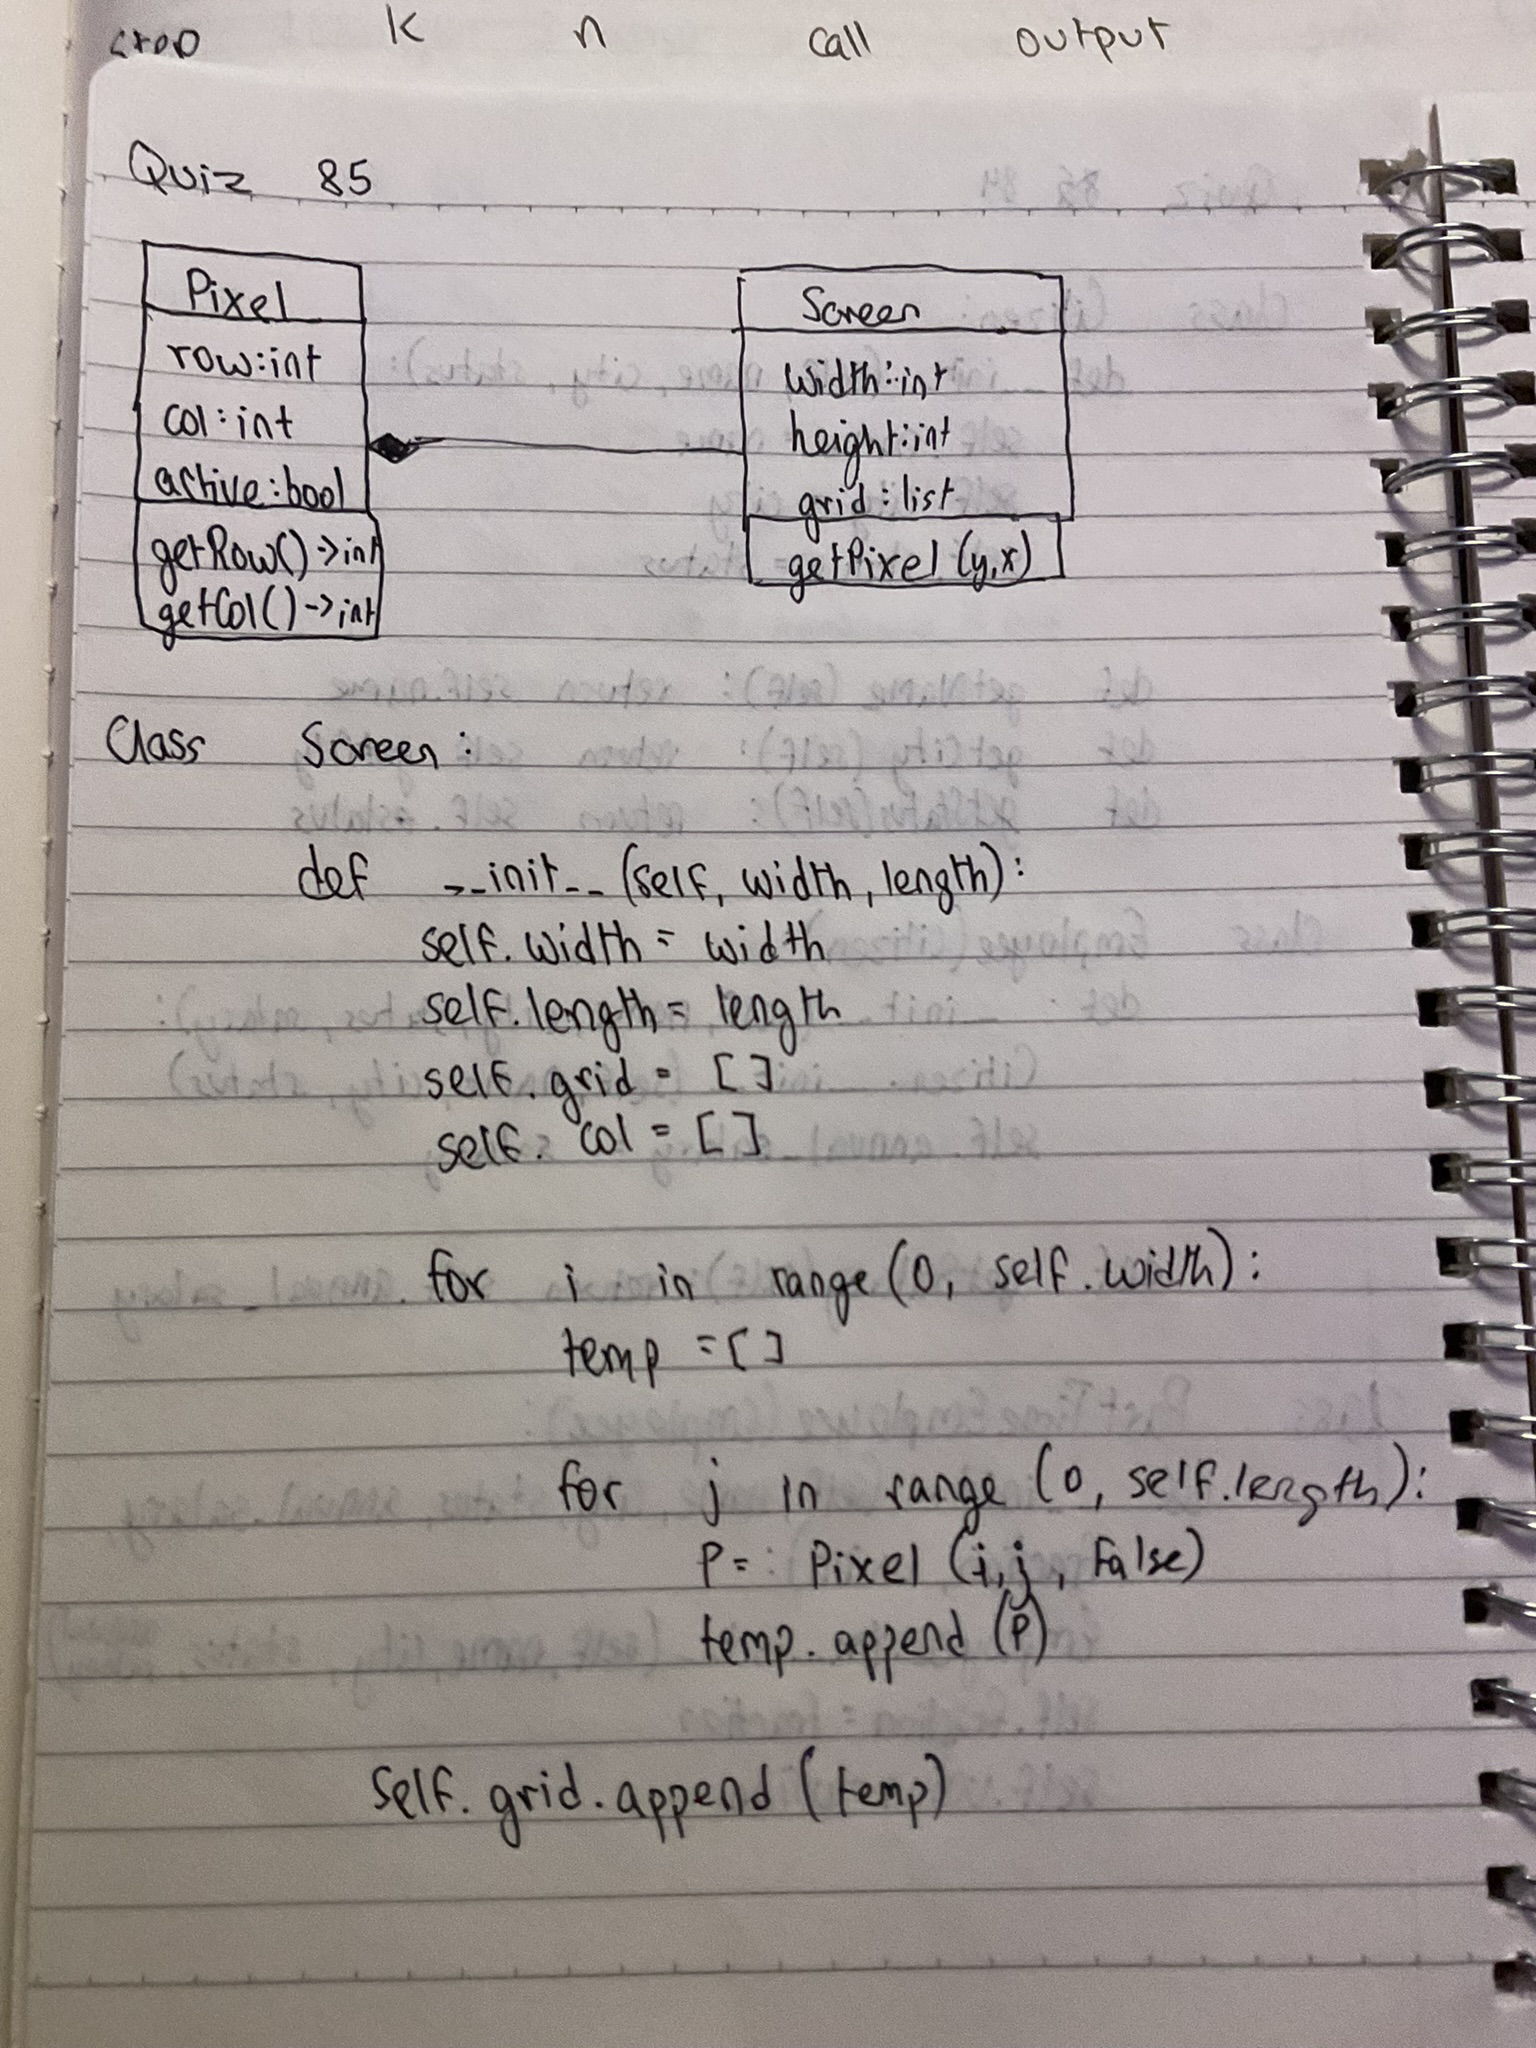 K n call output
Quiz 85
Pixel
row:int
col:int
active:bool
getRow()->int
getCol()->int
Screen
width:int
height:int
grid:list
getPixel(y,x)
Class Screen:
def __init__(self, width, length):
self.width = width
self.length = length
self.grid = []
self.col = []
for i in range(0, self.width):
temp = []
for j in range(0, self.length):
P = Pixel(i,j, False)
temp.append(P)
self.grid.append(temp)